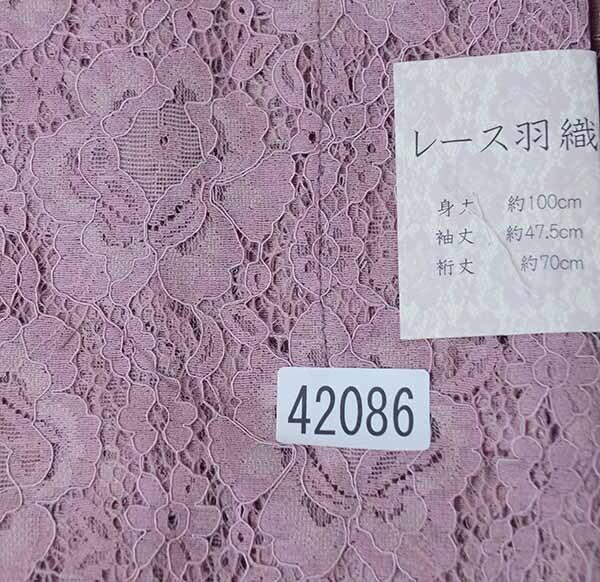 レース羽織
身丈 約100cm
袖丈 約47.5cm
裄丈 約70cm
42086